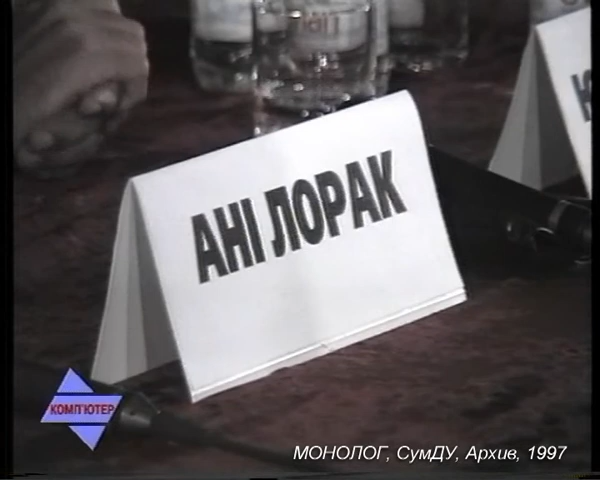 АНІ ЛОРАК
Ю
КОМП'ЮТЕР
МОНОЛОГ, СумДУ, Архив, 1997